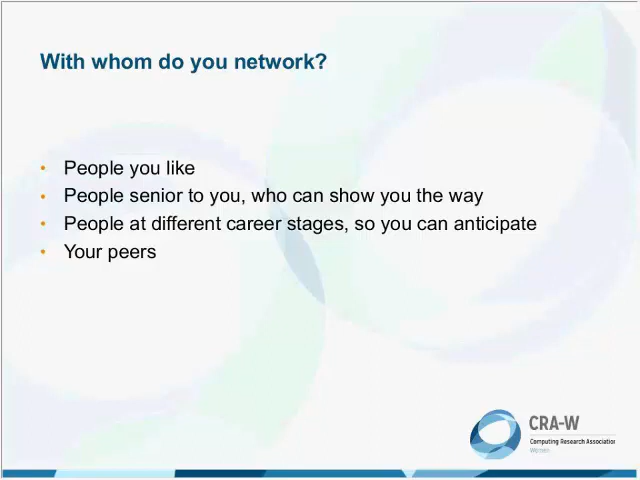 With whom do you network?
• People you like
• People senior to you, who can show you the way
• People at different career stages, so you can anticipate
• Your peers
CRA-W
Computing Research Association
Women